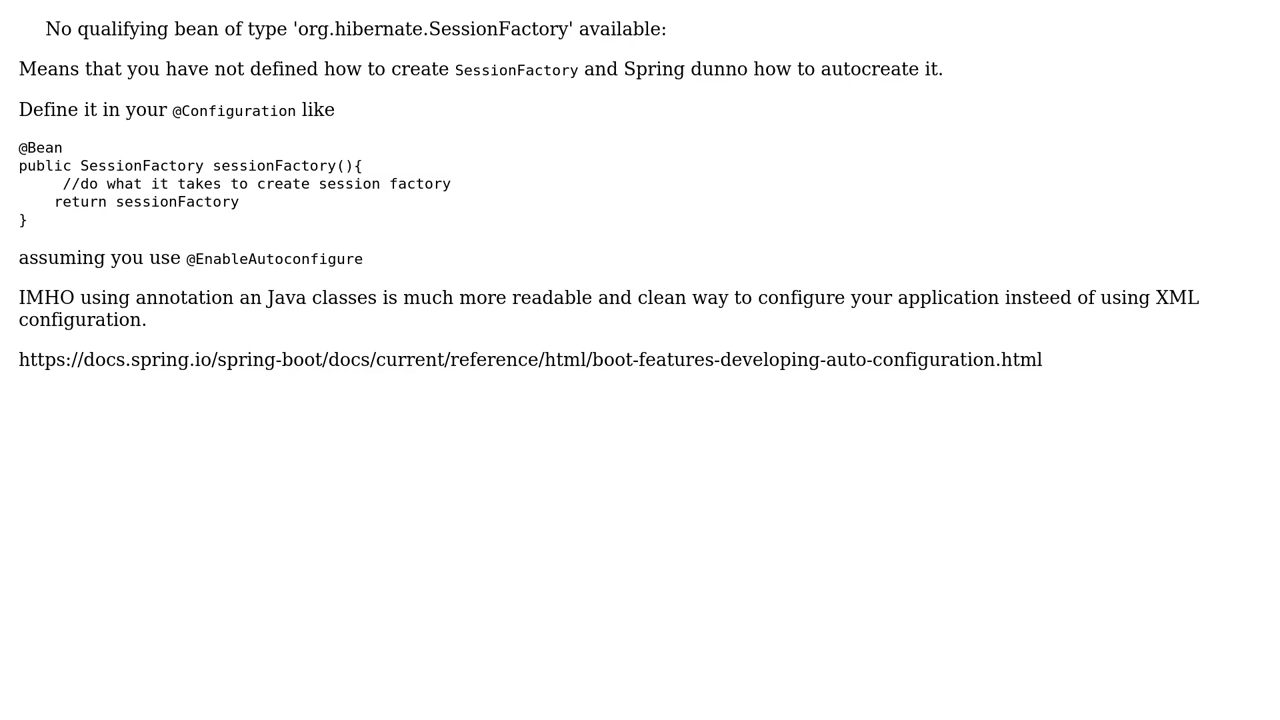 No qualifying bean of type 'org.hibernate.SessionFactory' available:
Means that you have not defined how to create SessionFactory and Spring dunno how to autocreate it.
Define it in your @Configuration like
@Bean
public SessionFactory sessionFactory(){
     //do what it takes to create session factory
    return sessionFactory
}
assuming you use @EnableAutoconfigure
IMHO using annotation an Java classes is much more readable and clean way to configure your application insteed of using XML
configuration.
https://docs.spring.io/spring-boot/docs/current/reference/html/boot-features-developing-auto-configuration.html